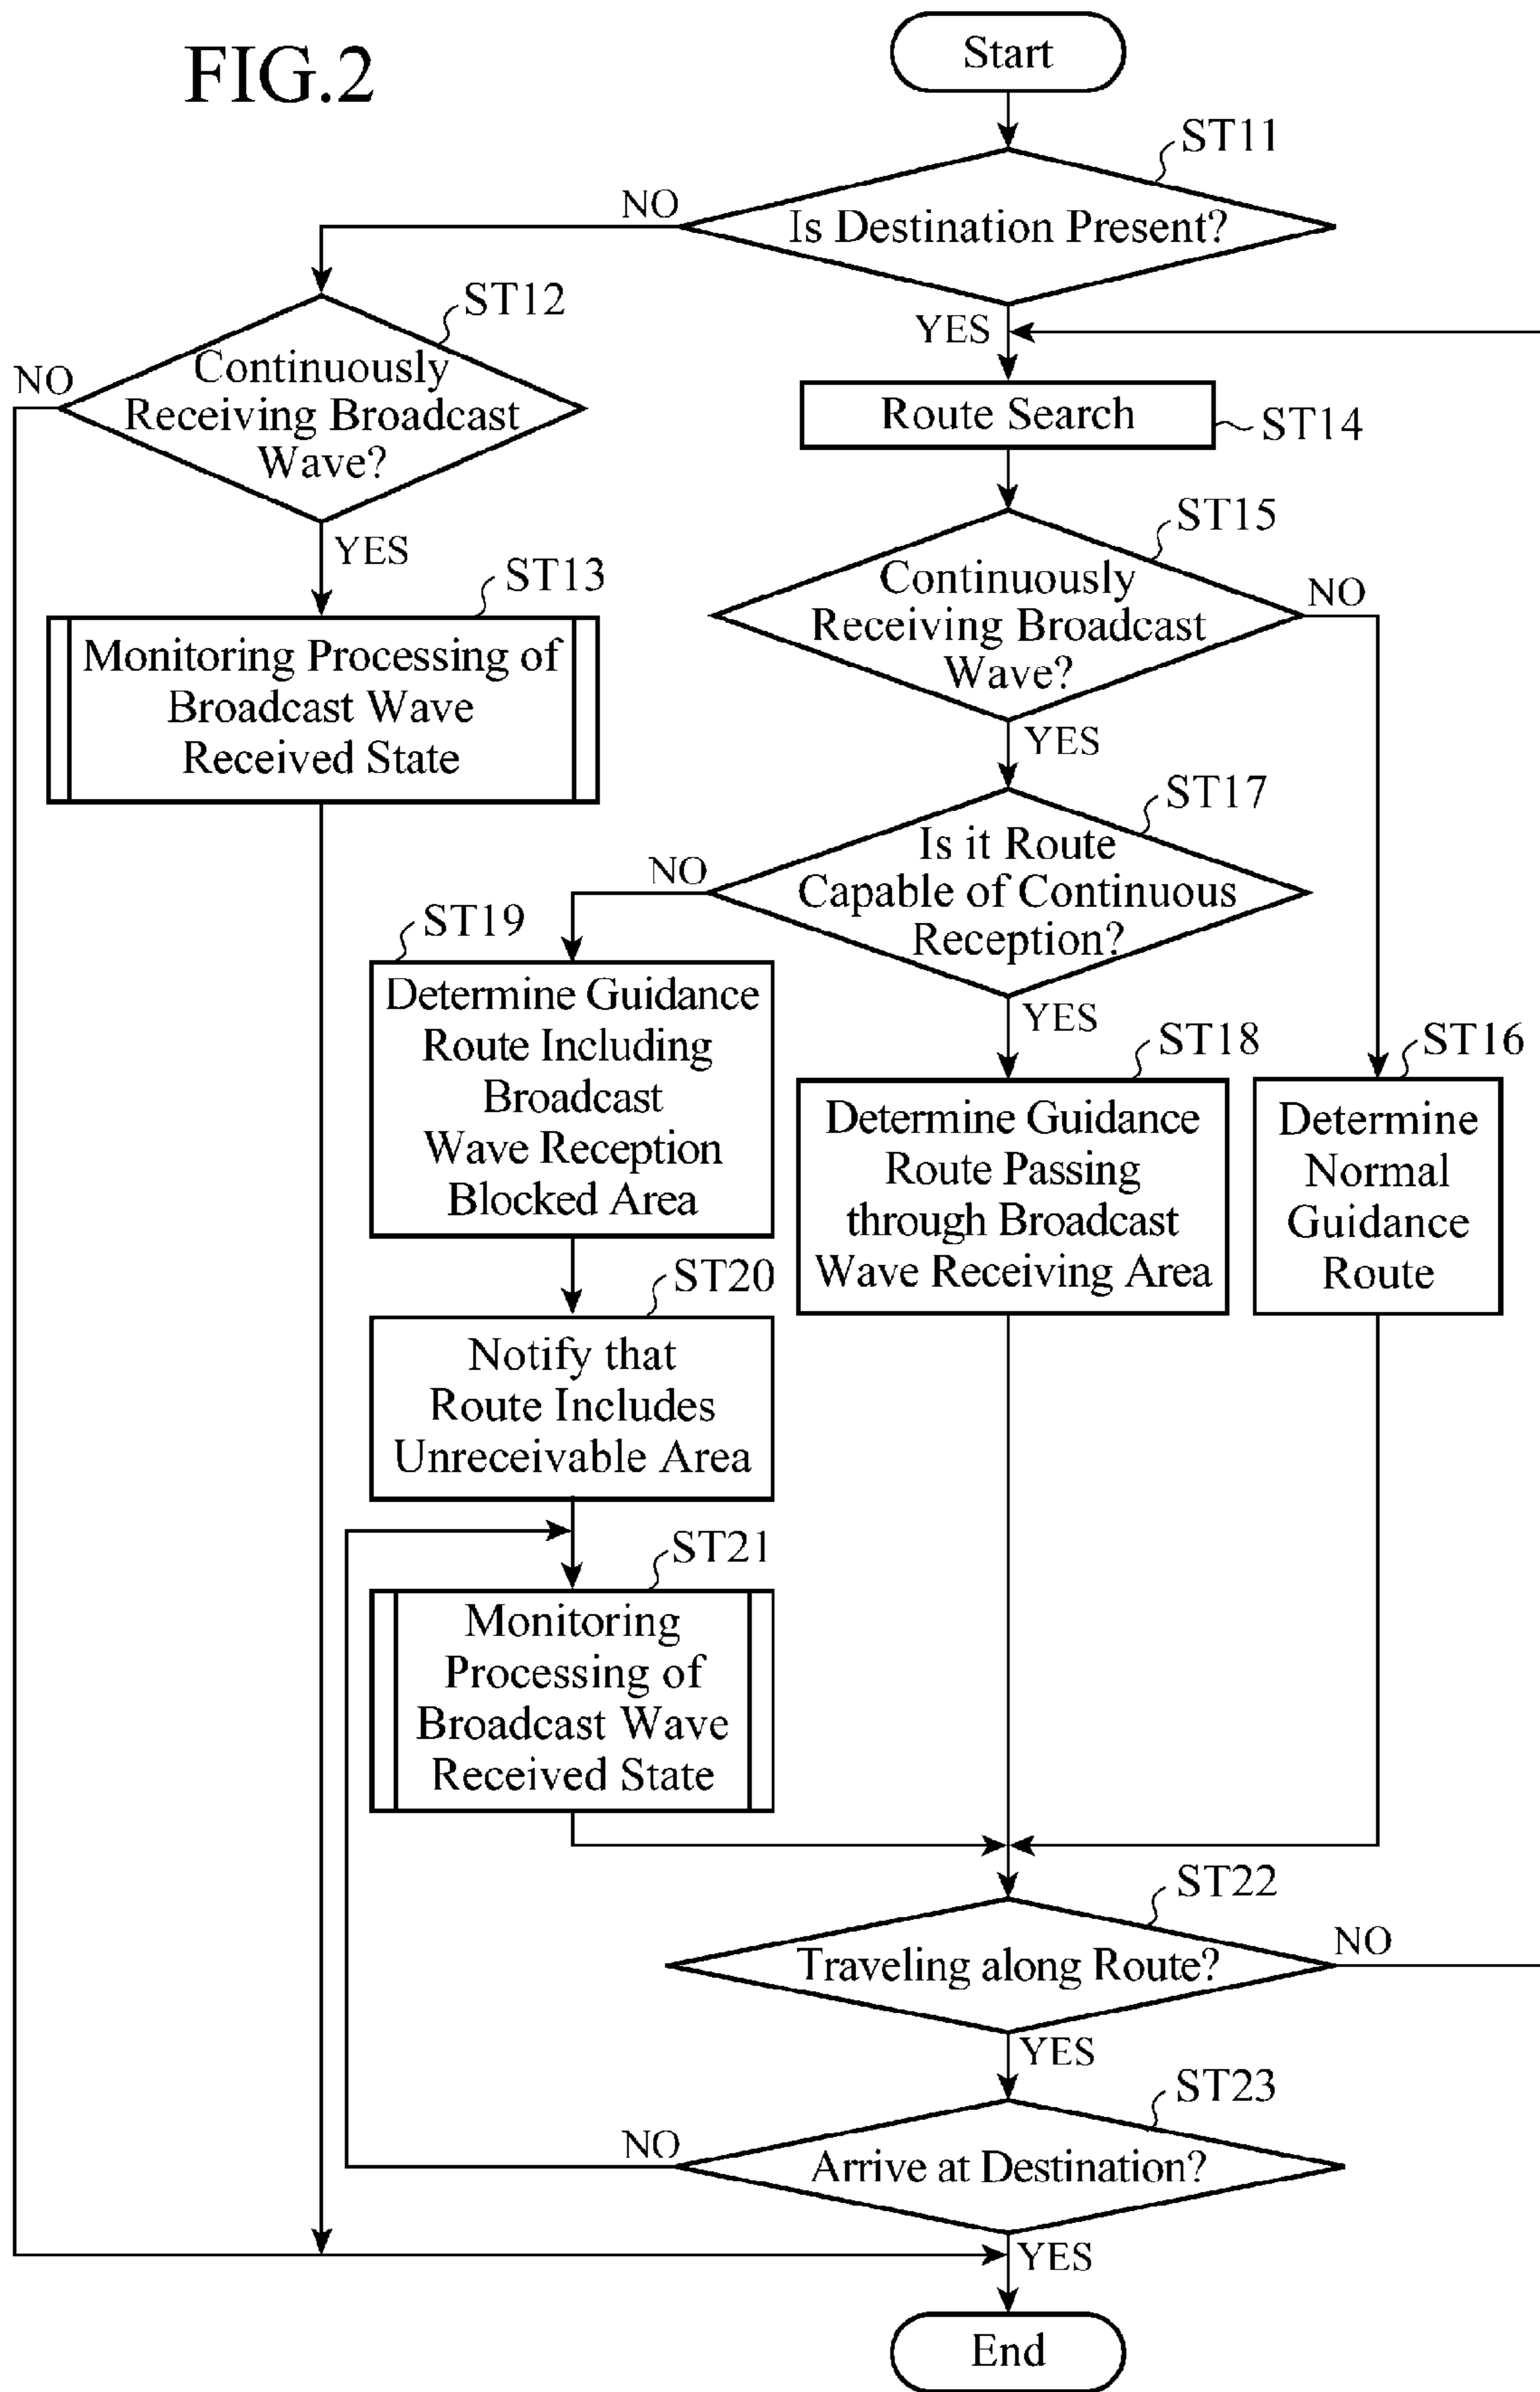 FIG.2
Start
ST11
Is Destination Present?
NO
YES
ST12
Continuously
Receiving Broadcast
Wave?
NO
YES
ST13
Monitoring Processing of
Broadcast Wave
Received State
Route Search
ST14
ST15
Continuously
Receiving Broadcast
Wave?
NO
YES
ST17
Is it Route
Capable of Continuous
Reception?
NO
YES
ST19
Determine Guidance
Route Including
Broadcast
Wave Reception
Blocked Area
ST18
Determine Guidance
Route Passing
through Broadcast
Wave Receiving Area
ST16
Determine
Normal
Guidance
Route
ST20
Notify that
Route Includes
Unreceivable Area
ST21
Monitoring
Processing of
Broadcast Wave
Received State
ST22
Traveling along Route?
NO
YES
ST23
Arrive at Destination?
NO
YES
End